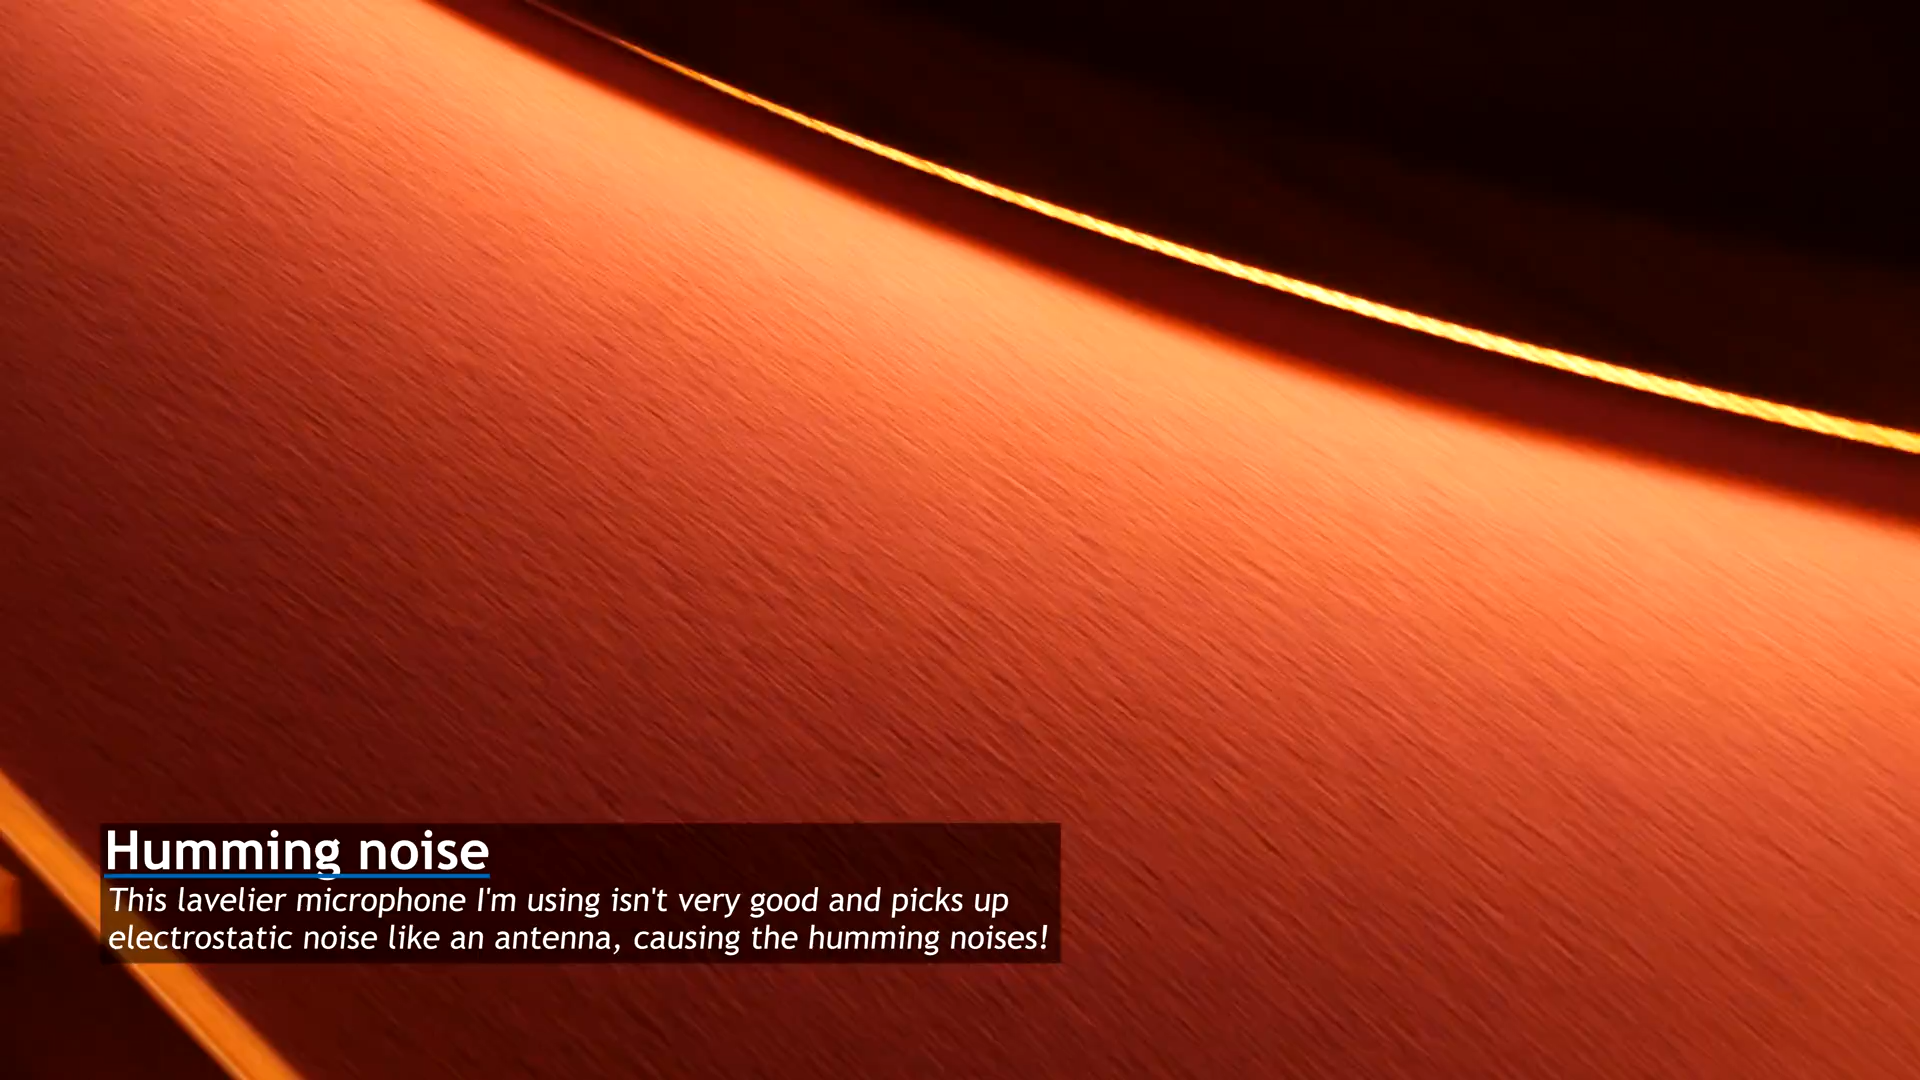 Humming noise
This lavelier microphone I'm using isn't very good and picks up
electrostatic noise like an antenna, causing the humming noises!